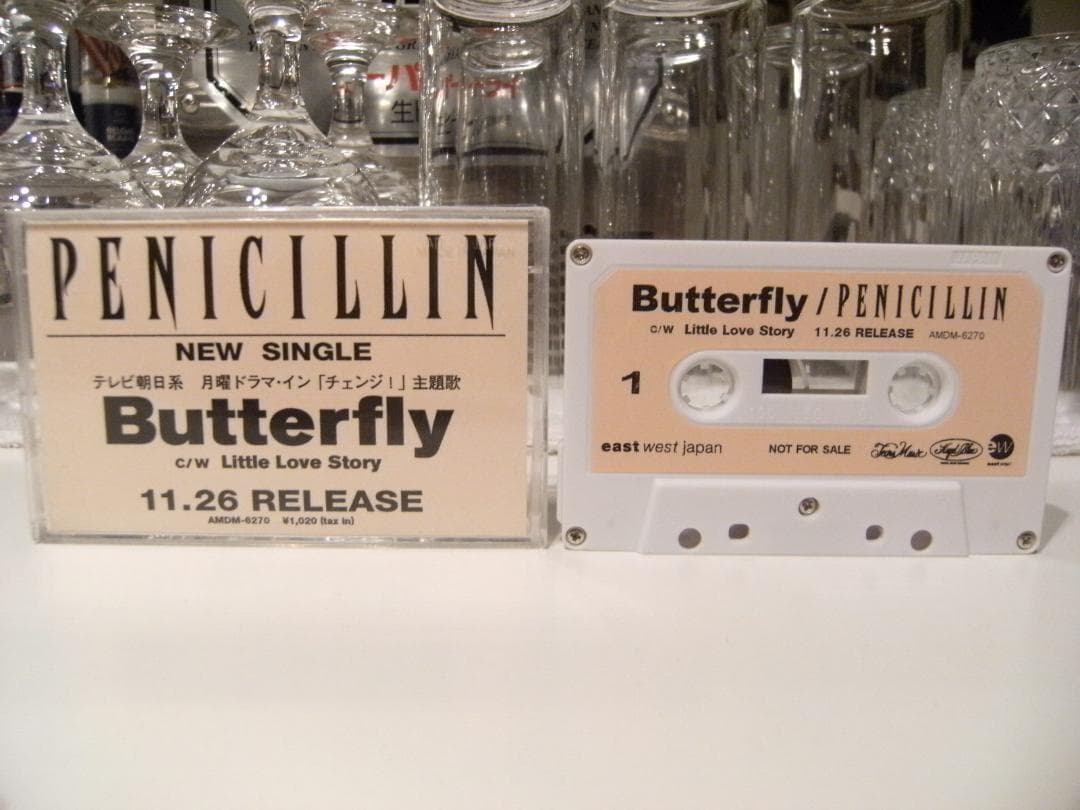 PENICILLIN
NEW SINGLE
テレビ朝日系 月曜ドラマ・イン「チェンジ!」主題歌
Butterfly
C/W Little Love Story
11.26 RELEASE
AMDM-6270 ¥1,020 (tax in)
Butterfly / PENICILLIN
C/W Little Love Story 11.26 RELEASE AMDM-6270
1
east west japan NOT FOR SALE
ew
生